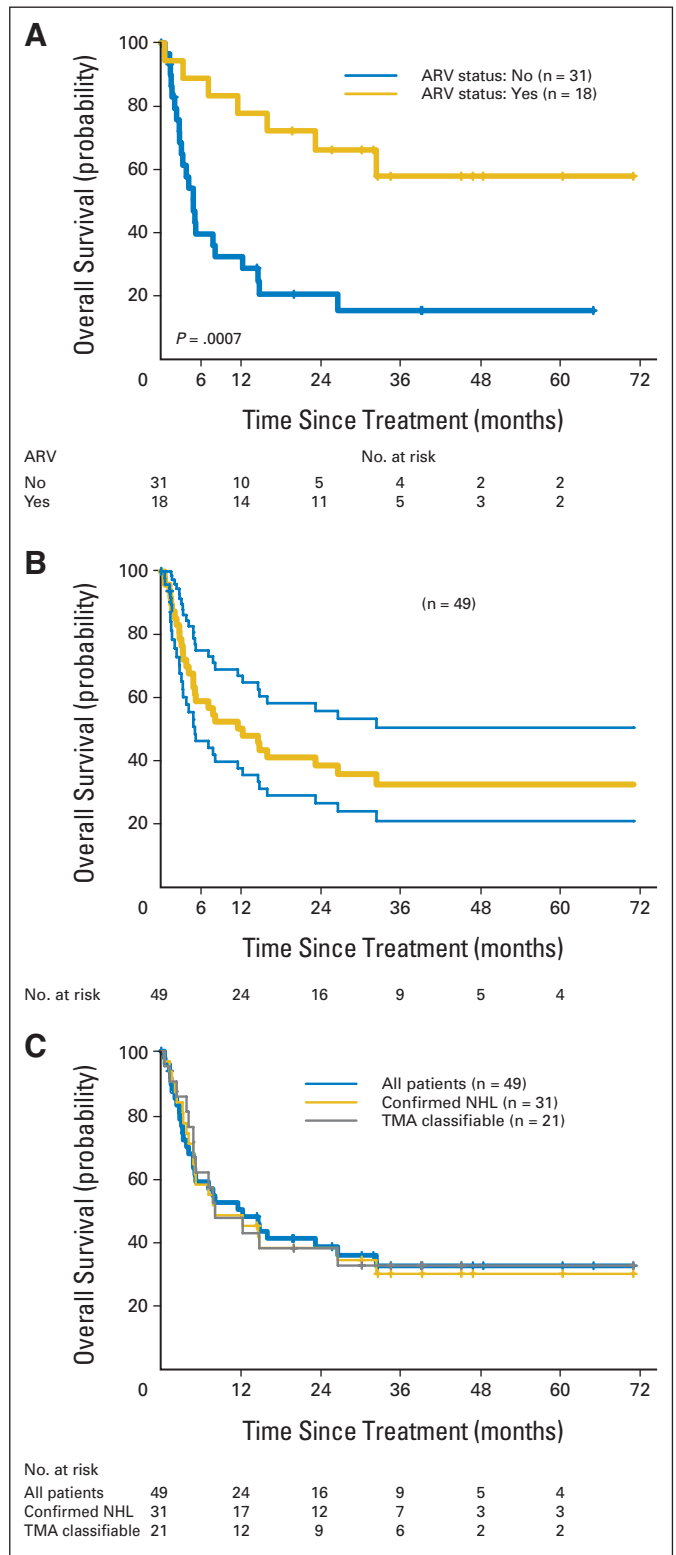 A
100
80
60
40
20
Overall Survival (probability)
ARV status: No (n = 31)
ARV status: Yes (n = 18)
P = .0007
0 6 12 24 36 48 60 72
Time Since Treatment (months)
ARV No. at risk
No 31 10 5 4 2 2
Yes 18 14 11 5 3 2
B
100
80
60
40
20
Overall Survival (probability)
(n = 49)
0 6 12 24 36 48 60 72
Time Since Treatment (months)
No. at risk 49 24 16 9 5 4
C
100
80
60
40
20
Overall Survival (probability)
All patients (n = 49)
Confirmed NHL (n = 31)
TMA classifiable (n = 21)
0 12 24 36 48 60 72
Time Since Treatment (months)
No. at risk
All patients 49 24 16 9 5 4
Confirmed NHL 31 17 12 7 3 3
TMA classifiable 21 12 9 6 2 2